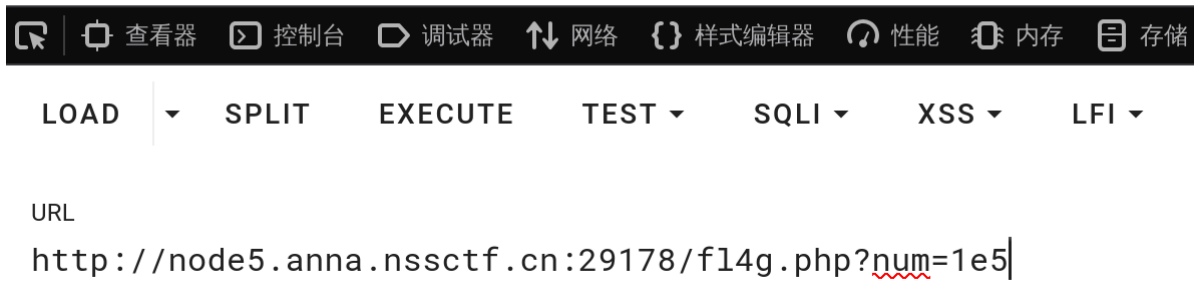 查看器 控制台 调试器 网络 样式编辑器 性能 内存 存储
LOAD SPLIT EXECUTE TEST SQLI XSS LFI
URL
http://node5.anna.nssctf.cn:29178/fl4g.php?num=1e5